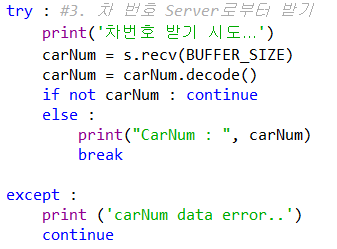 try : #3. 차 번호 Server로부터 받기
    print('차번호 받기 시도...')
    carNum = s.recv(BUFFER_SIZE)
    carNum = carNum.decode()
    if not carNum : continue
    else :
        print("CarNum : ", carNum)
        break

except :
    print ('carNum data error..')
    continue